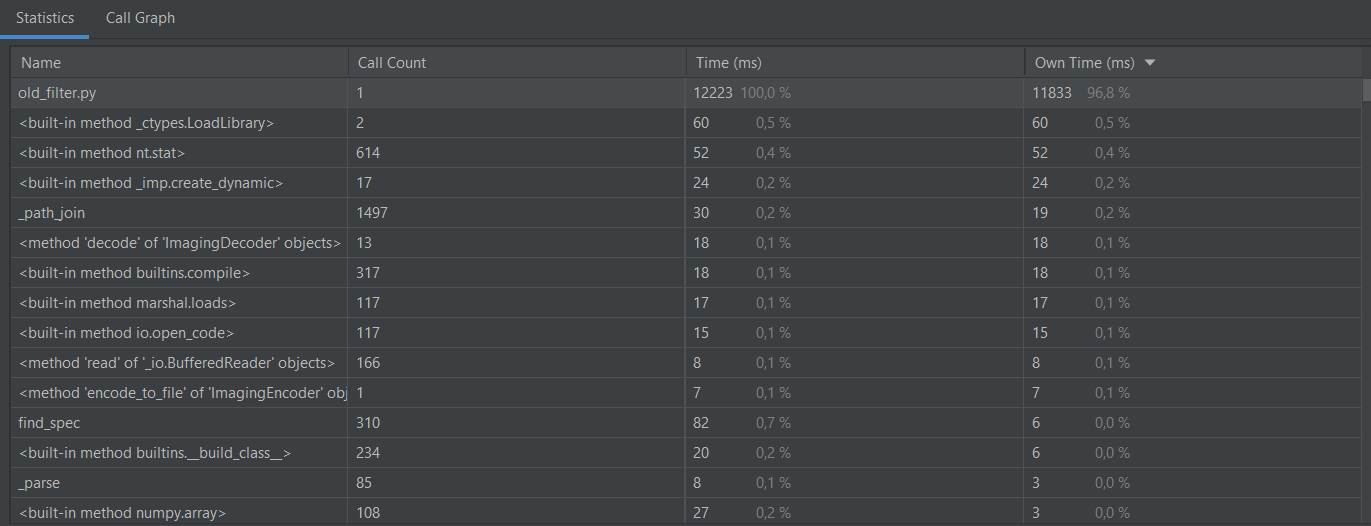 Statistics Call Graph
Name Call Count Time (ms) Own Time (ms)
old_filter.py 1 12223 100,0 % 11833 96,8 %
<built-in method _ctypes.LoadLibrary> 2 60 0,5 % 60 0,5 %
<built-in method nt.stat> 614 52 0,4 % 52 0,4 %
<built-in method _imp.create_dynamic> 17 24 0,2 % 24 0,2 %
_path_join 1497 30 0,2 % 19 0,2 %
<method 'decode' of 'ImagingDecoder' objects> 13 18 0,1 % 18 0,1 %
<built-in method builtins.compile> 317 18 0,1 % 18 0,1 %
<built-in method marshal.loads> 117 17 0,1 % 17 0,1 %
<built-in method io.open_code> 117 15 0,1 % 15 0,1 %
<method 'read' of '_io.BufferedReader' objects> 166 8 0,1 % 8 0,1 %
<method 'encode_to_file' of 'ImagingEncoder' obj 1 7 0,1 % 7 0,1 %
find_spec 310 82 0,7 % 6 0,0 %
<built-in method builtins.__build_class__> 234 20 0,2 % 6 0,0 %
_parse 85 8 0,1 % 3 0,0 %
<built-in method numpy.array> 108 27 0,2 % 3 0,0 %